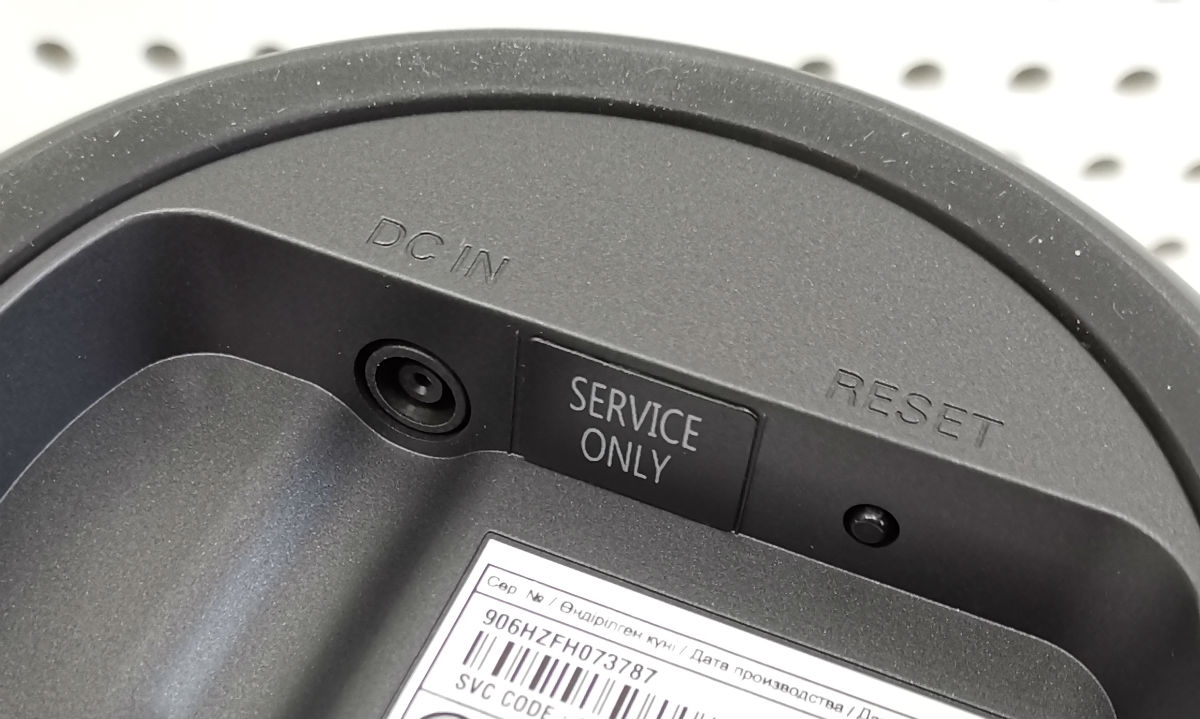 DC IN
SERVICE
ONLY
RESET
Сер. № / Өндірілген күні / Дата производства /
906HZFH073787
SVC CODE